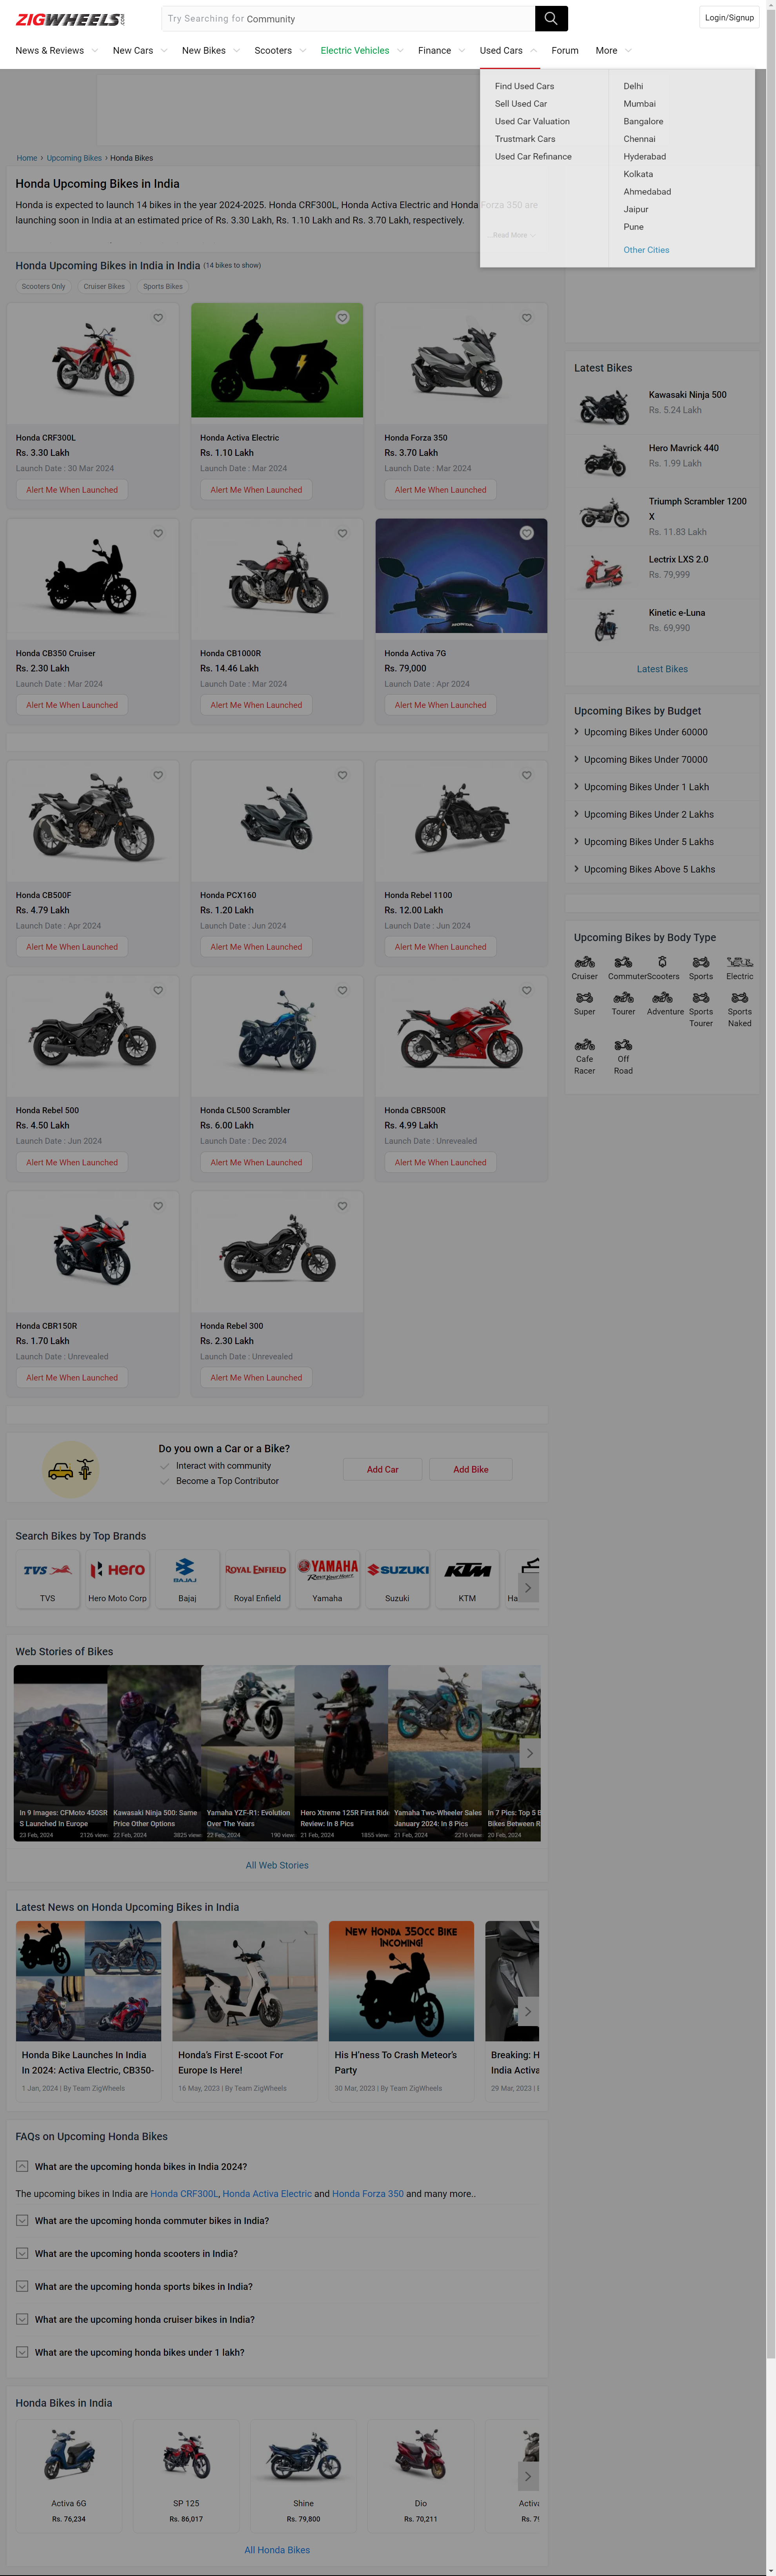 ZIGWHEELS.COM
Try Searching for Community
Login/Signup
News & Reviews
New Cars
New Bikes
Scooters
Electric Vehicles
Finance
Used Cars
Forum
More
Find Used Cars
Sell Used Car
Used Car Valuation
Trustmark Cars
Used Car Refinance
Delhi
Mumbai
Bangalore
Chennai
Hyderabad
Kolkata
Ahmedabad
Jaipur
Pune
Other Cities
Home › Upcoming Bikes › Honda Bikes
Honda Upcoming Bikes in India
Honda is expected to launch 14 bikes in the year 2024-2025. Honda CRF300L, Honda Activa Electric and Honda Forza 350 are
launching soon in India at an estimated price of Rs. 3.30 Lakh, Rs. 1.10 Lakh and Rs. 3.70 Lakh, respectively.
...Read More
Honda Upcoming Bikes in India in India (14 bikes to show)
Scooters Only
Cruiser Bikes
Sports Bikes
Honda CRF300L
Rs. 3.30 Lakh
Launch Date : 30 Mar 2024
Alert Me When Launched
Honda Activa Electric
Rs. 1.10 Lakh
Launch Date : Mar 2024
Alert Me When Launched
Honda Forza 350
Rs. 3.70 Lakh
Launch Date : Mar 2024
Alert Me When Launched
Honda CB350 Cruiser
Rs. 2.30 Lakh
Launch Date : Mar 2024
Alert Me When Launched
Honda CB1000R
Rs. 14.46 Lakh
Launch Date : Mar 2024
Alert Me When Launched
HONDA
Honda Activa 7G
Rs. 79,000
Launch Date : Apr 2024
Alert Me When Launched
Honda CB500F
Rs. 4.79 Lakh
Launch Date : Apr 2024
Alert Me When Launched
Honda PCX160
Rs. 1.20 Lakh
Launch Date : Jun 2024
Alert Me When Launched
Honda Rebel 1100
Rs. 12.00 Lakh
Launch Date : Jun 2024
Alert Me When Launched
Honda Rebel 500
Rs. 4.50 Lakh
Launch Date : Jun 2024
Alert Me When Launched
Honda CL500 Scrambler
Rs. 6.00 Lakh
Launch Date : Dec 2024
Alert Me When Launched
Honda CBR500R
Rs. 4.99 Lakh
Launch Date : Unrevealed
Alert Me When Launched
Honda CBR150R
Rs. 1.70 Lakh
Launch Date : Unrevealed
Alert Me When Launched
Honda Rebel 300
Rs. 2.30 Lakh
Launch Date : Unrevealed
Alert Me When Launched
Latest Bikes
Kawasaki Ninja 500
Rs. 5.24 Lakh
Hero Mavrick 440
Rs. 1.99 Lakh
Triumph Scrambler 1200
X
Rs. 11.83 Lakh
Lectrix LXS 2.0
Rs. 79,999
Kinetic e-Luna
Rs. 69,990
Latest Bikes
Upcoming Bikes by Budget
Upcoming Bikes Under 60000
Upcoming Bikes Under 70000
Upcoming Bikes Under 1 Lakh
Upcoming Bikes Under 2 Lakhs
Upcoming Bikes Under 5 Lakhs
Upcoming Bikes Above 5 Lakhs
Upcoming Bikes by Body Type
Cruiser
Commuter
Scooters
Sports
Electric
Super
Tourer
Adventure
Sports
Tourer
Sports
Naked
Cafe
Racer
Off
Road
Do you own a Car or a Bike?
Interact with community
Become a Top Contributor
Add Car
Add Bike
Search Bikes by Top Brands
TVS
TVS
Hero
Hero Moto Corp
BAJAJ
Bajaj
ROYAL ENFIELD
Royal Enfield
YAMAHA
Revs Your Heart
Yamaha
SUZUKI
Suzuki
KTM
KTM
Ha
Web Stories of Bikes
In 9 Images: CFMoto 450SR
S Launched In Europe
23 Feb, 2024
2126 views
Kawasaki Ninja 500: Same
Price Other Options
22 Feb, 2024
3825 views
Yamaha YZF-R1: Evolution
Over The Years
22 Feb, 2024
190 views
Hero Xtreme 125R First Ride
Review: In 8 Pics
21 Feb, 2024
1855 views
Yamaha Two-Wheeler Sales
January 2024: In 8 Pics
21 Feb, 2024
2216 views
In 7 Pics: Top 5 B
Bikes Between R
20 Feb, 2024
All Web Stories
Latest News on Honda Upcoming Bikes in India
Honda Bike Launches In India
In 2024: Activa Electric, CB350-
1 Jan, 2024 | By Team ZigWheels
Honda's First E-scoot For
Europe Is Here!
16 May, 2023 | By Team ZigWheels
NEW HONDA 350CC BIKE
INCOMING!
His H'ness To Crash Meteor's
Party
30 Mar, 2023 | By Team ZigWheels
Breaking: H
India Activa
29 Mar, 2023 |
FAQs on Upcoming Honda Bikes
What are the upcoming honda bikes in India 2024?
The upcoming bikes in India are Honda CRF300L, Honda Activa Electric and Honda Forza 350 and many more..
What are the upcoming honda commuter bikes in India?
What are the upcoming honda scooters in India?
What are the upcoming honda sports bikes in India?
What are the upcoming honda cruiser bikes in India?
What are the upcoming honda bikes under 1 lakh?
Honda Bikes in India
Activa 6G
Rs. 76,234
SP 125
Rs. 86,017
Shine
Rs. 79,800
Dio
Rs. 70,211
Activa
Rs. 79
All Honda Bikes